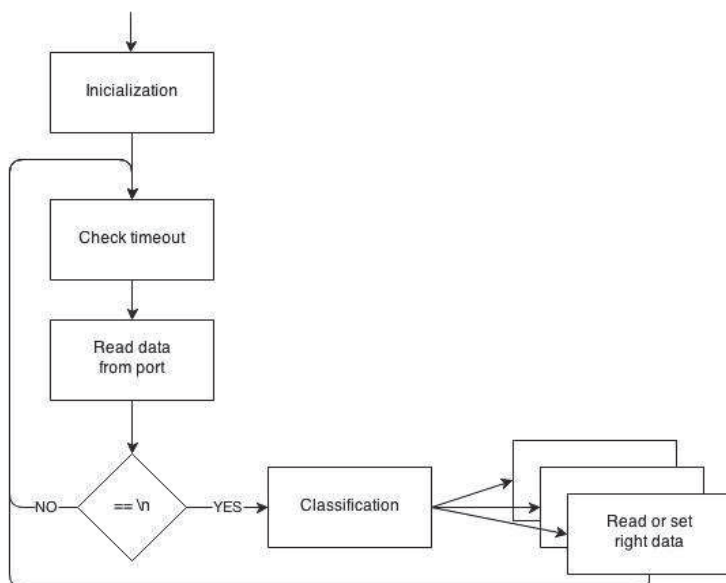 Inicialization
Check timeout
Read data
from port
NO
== \n
YES
Classification
Read or set
right data